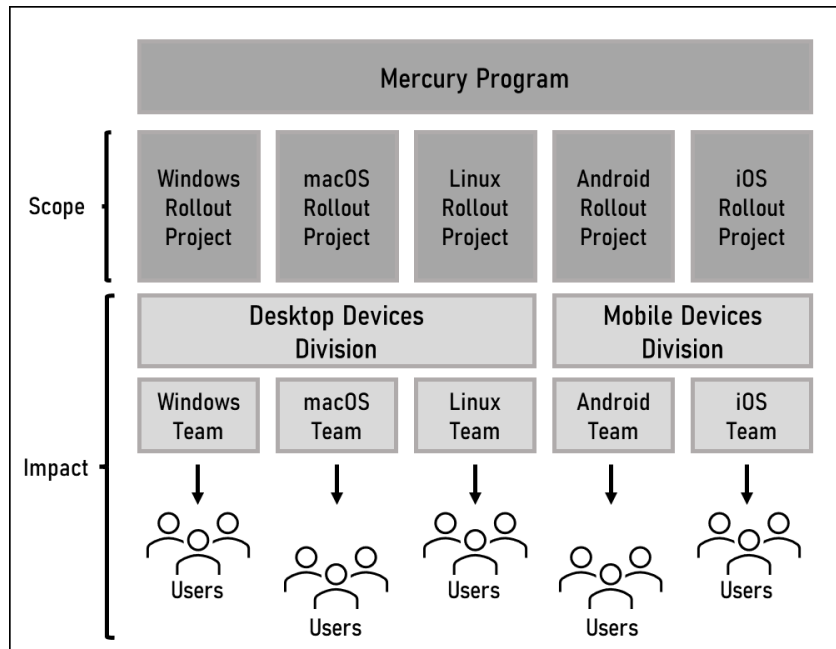 Mercury Program
Scope
Windows
Rollout
Project
macOS
Rollout
Project
Linux
Rollout
Project
Android
Rollout
Project
iOS
Rollout
Project
Impact
Desktop Devices
Division
Mobile Devices
Division
Windows
Team
macOS
Team
Linux
Team
Android
Team
iOS
Team
Users
Users
Users
Users
Users